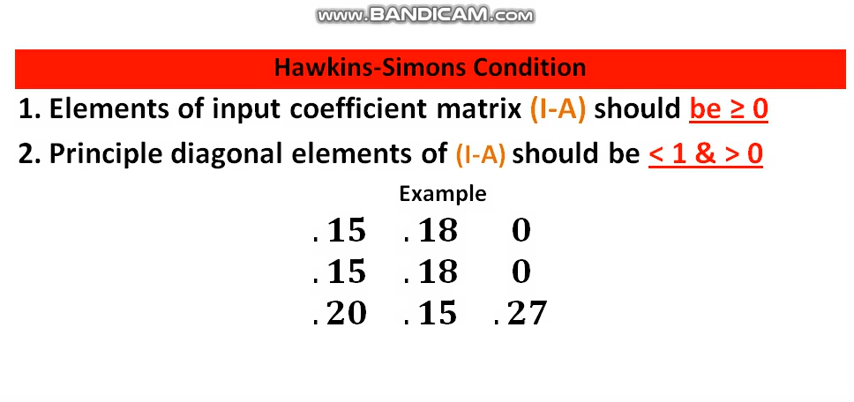 www.BANDICAM.com
Hawkins-Simons Condition
1. Elements of input coefficient matrix (I-A) should be ≥ 0
2. Principle diagonal elements of (I-A) should be < 1 & > 0
Example
.15 .18 0
.15 .18 0
.20 .15 .27